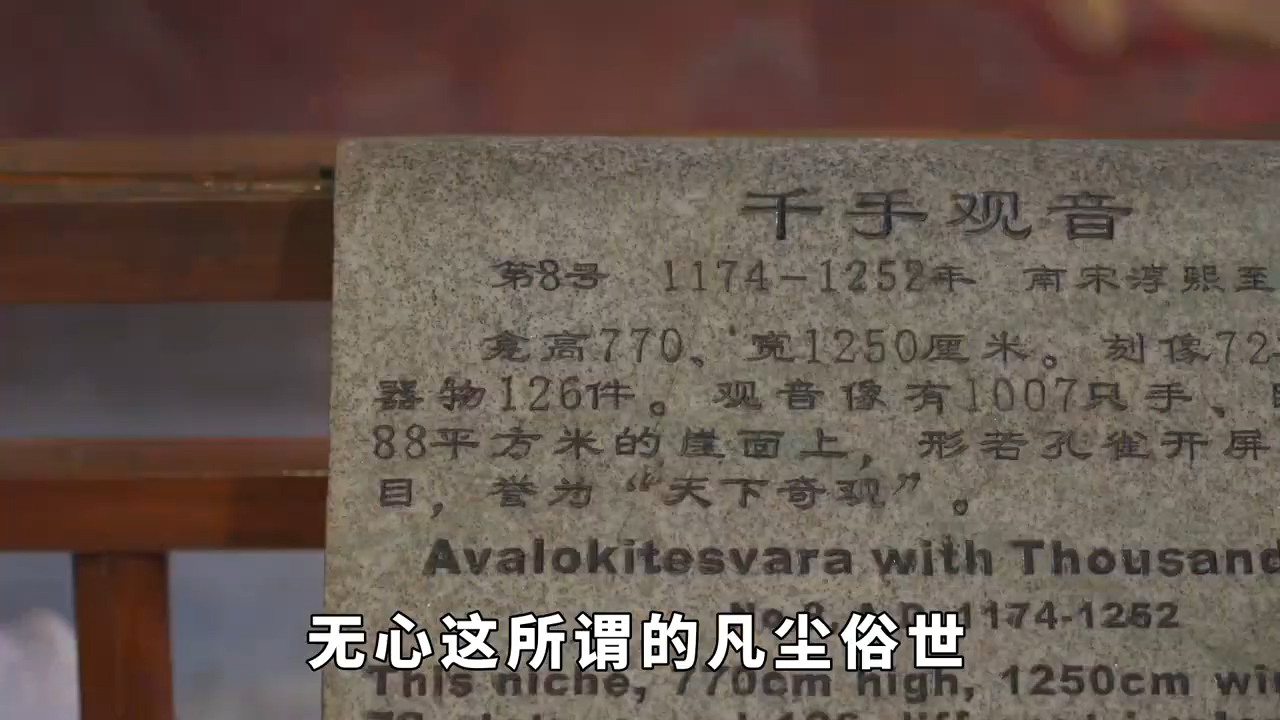 千手观音
第8号 1174-1252年 南宋淳熙至
龛高770、宽1250厘米。刻像72
器物126件。观音像有1007只手、
88平方米的崖面上，形若孔雀开屏
目，誉为“天下奇观”。
Avalokitesvara with Thousand
No.8 A.D. 1174-1252
无心这所谓的凡尘俗世
This niche, 770cm high, 1250cm